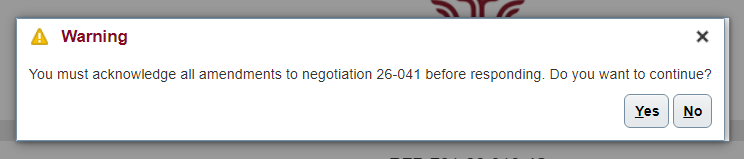 Warning
You must acknowledge all amendments to negotiation 26-041 before responding. Do you want to continue?
Yes No